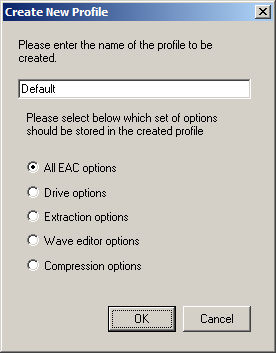 Create New Profile
Please enter the name of the profile to be
created.
Default
Please select below which set of options
should be stored in the created profile
All EAC options
Drive options
Extraction options
Wave editor options
Compression options
OK
Cancel